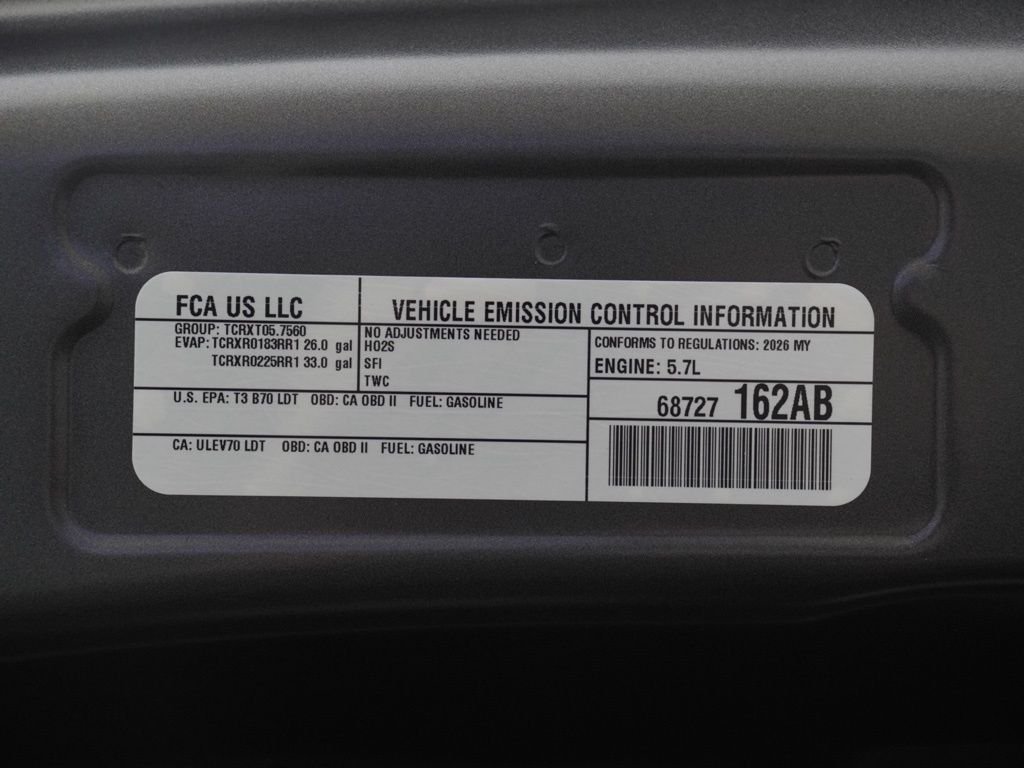 FCA US LLC
VEHICLE EMISSION CONTROL INFORMATION
GROUP: TCRXT05.7560
EVAP: TCRXR0183RR1 26.0 gal
TCRXR0225RR1 33.0 gal
NO ADJUSTMENTS NEEDED
HO2S
SFI
TWC
CONFORMS TO REGULATIONS: 2026 MY
ENGINE: 5.7L
U.S. EPA: T3 B70 LDT OBD: CA OBD II FUEL: GASOLINE
68727 162AB
CA: ULEV70 LDT OBD: CA OBD II FUEL: GASOLINE